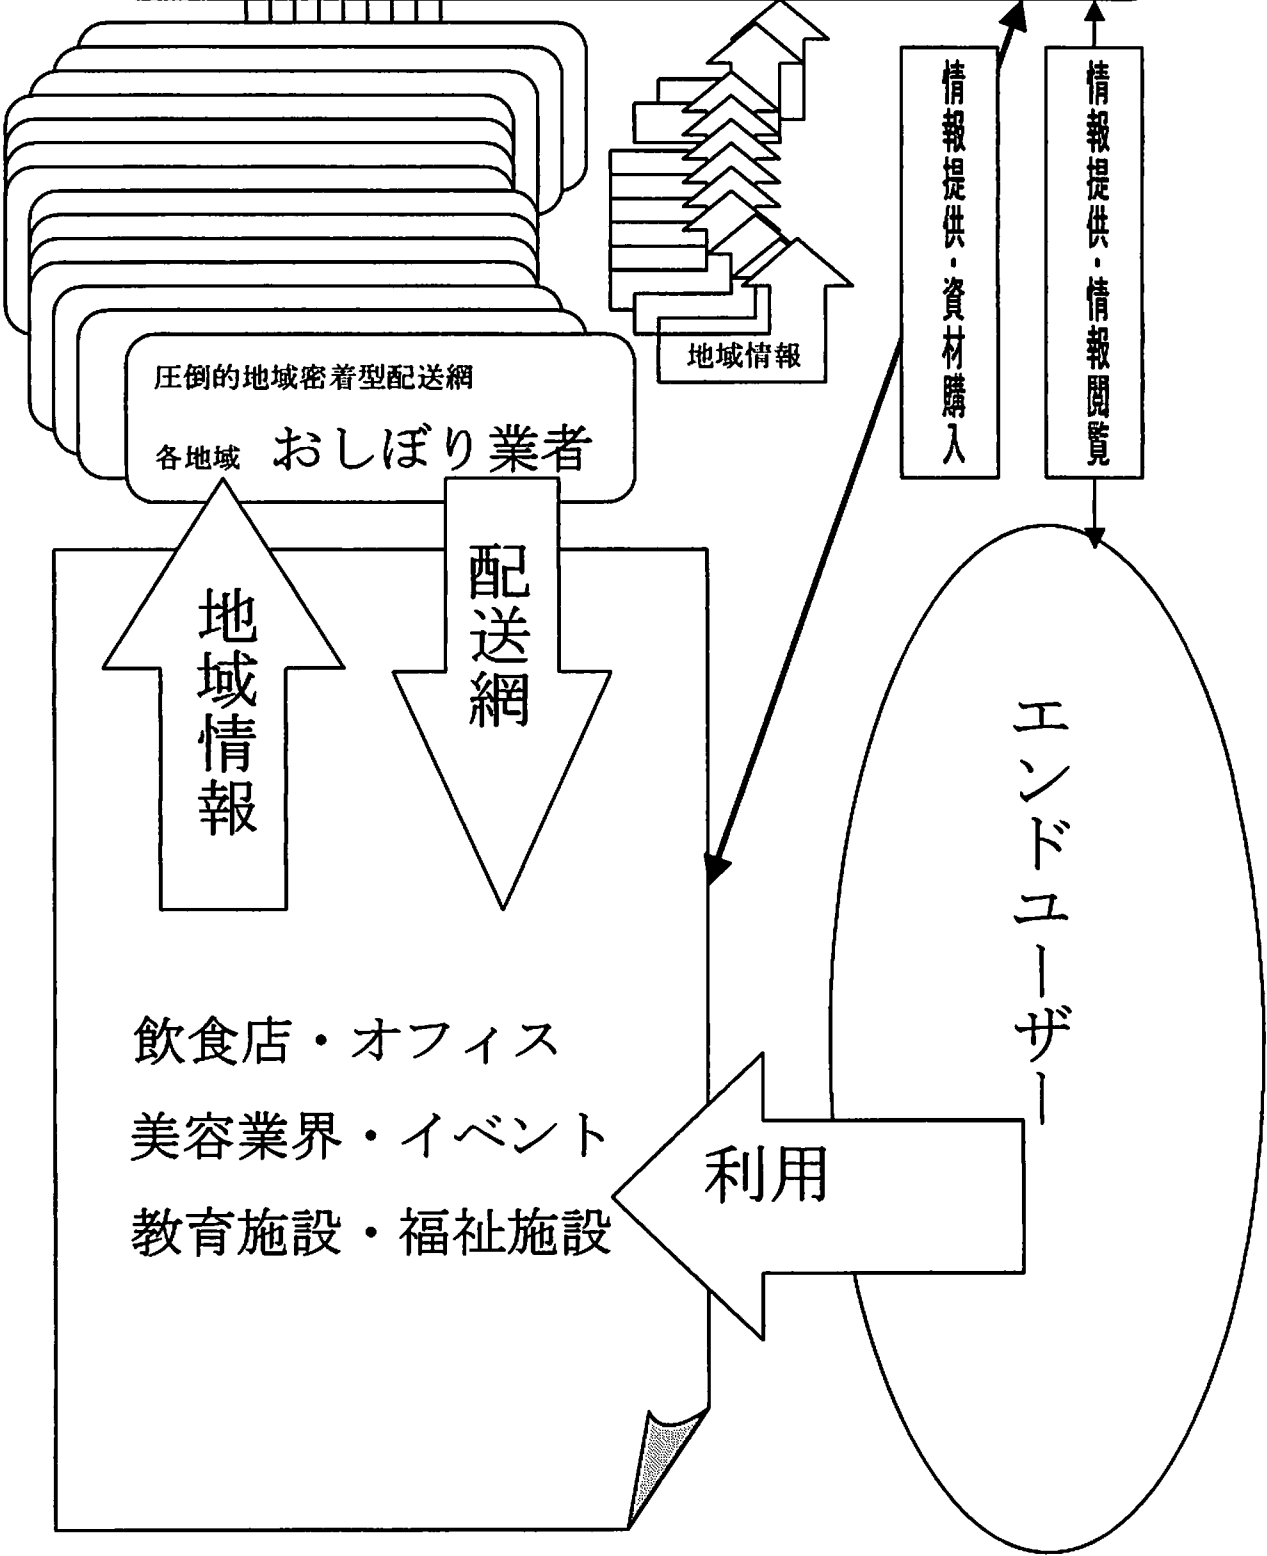 情報提供・資材購入
情報提供・情報閲覧
地域情報
圧倒的地域密着型配送網
各地域 おしぼり業者
地域情報
配送網
エンドユーザー
飲食店・オフィス
美容業界・イベント
教育施設・福祉施設
利用